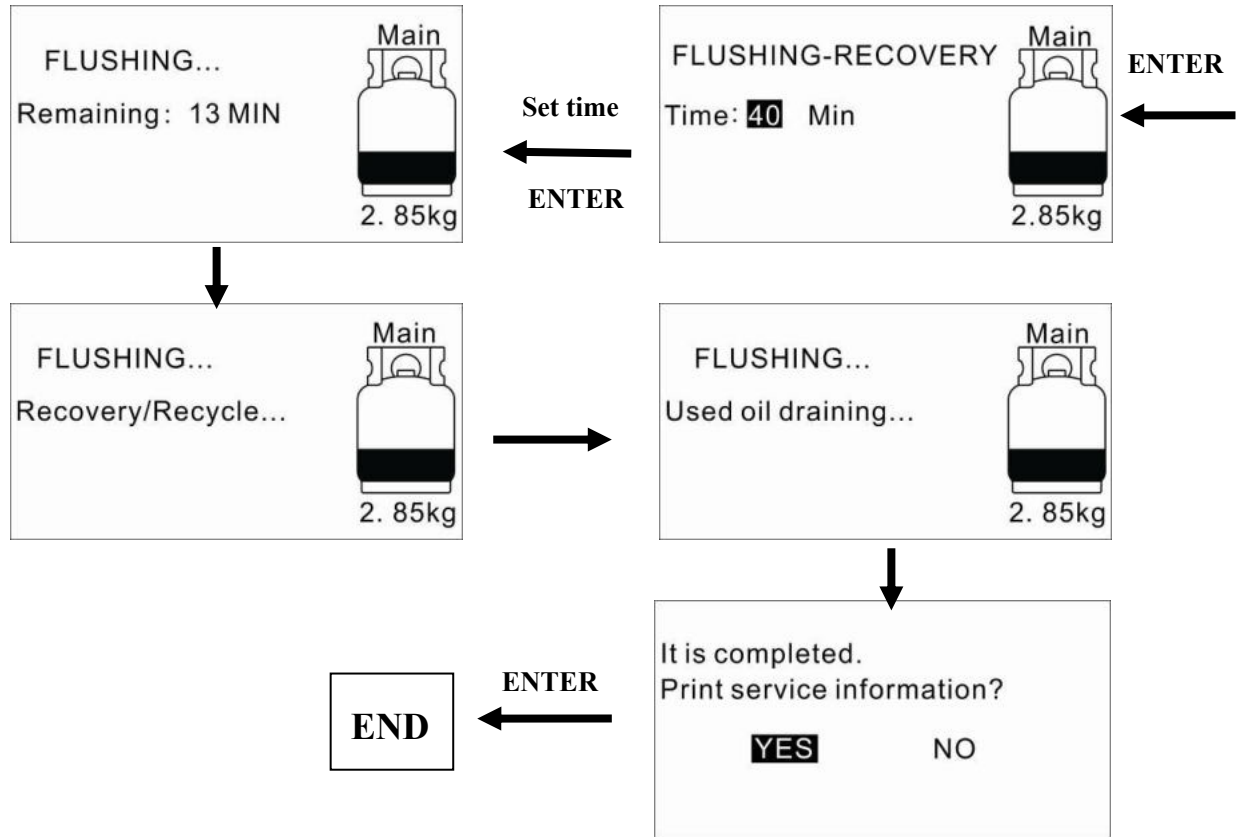 Main
FLUSHING...
Remaining: 13 MIN
2. 85kg
Set time
ENTER
Main
FLUSHING-RECOVERY
Time: 40 Min
2.85kg
ENTER
Main
FLUSHING...
Recovery/Recycle...
2. 85kg
Main
FLUSHING...
Used oil draining...
2. 85kg
END
ENTER
It is completed.
Print service information?
YES NO